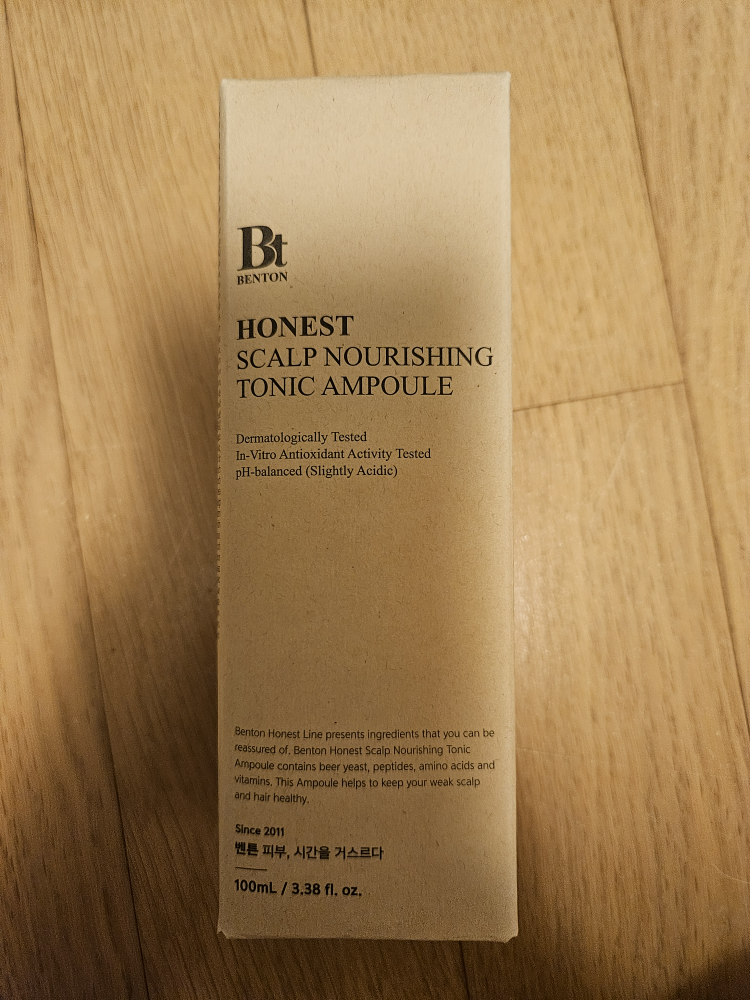 Bt
BENTON
HONEST
SCALP NOURISHING
TONIC AMPOULE
Dermatologically Tested
In-Vitro Antioxidant Activity Tested
pH-balanced (Slightly Acidic)
Benton Honest Line presents ingredients that you can be
reassured of. Benton Honest Scalp Nourishing Tonic
Ampoule contains beer yeast, peptides, amino acids and
vitamins. This Ampoule helps to keep your weak scalp
and hair healthy.
Since 2011
벤튼 피부, 시간을 거스르다
100mL / 3.38 fl. oz.